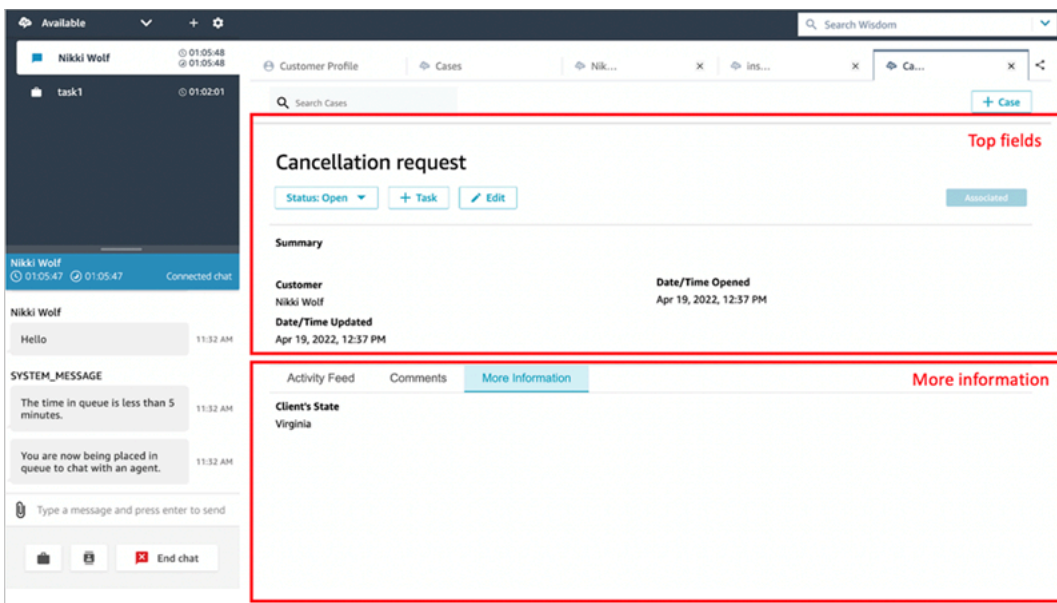 Available
Search Wisdom
Nikki Wolf
01:05:48
01:05:48
task1
01:02:01
Customer Profile
Cases
Nik...
ins...
Ca...
Search Cases
+ Case
Top fields
Cancellation request
Status: Open
+ Task
Edit
Associated
Summary
Customer
Nikki Wolf
Date/Time Opened
Apr 19, 2022, 12:37 PM
Date/Time Updated
Apr 19, 2022, 12:37 PM
Nikki Wolf
01:05:47 01:05:47 Connected chat
Nikki Wolf
Hello
11:32 AM
SYSTEM_MESSAGE
The time in queue is less than 5
minutes.
11:32 AM
You are now being placed in
queue to chat with an agent.
11:32 AM
Type a message and press enter to send
End chat
Activity Feed
Comments
More Information
More information
Client's State
Virginia